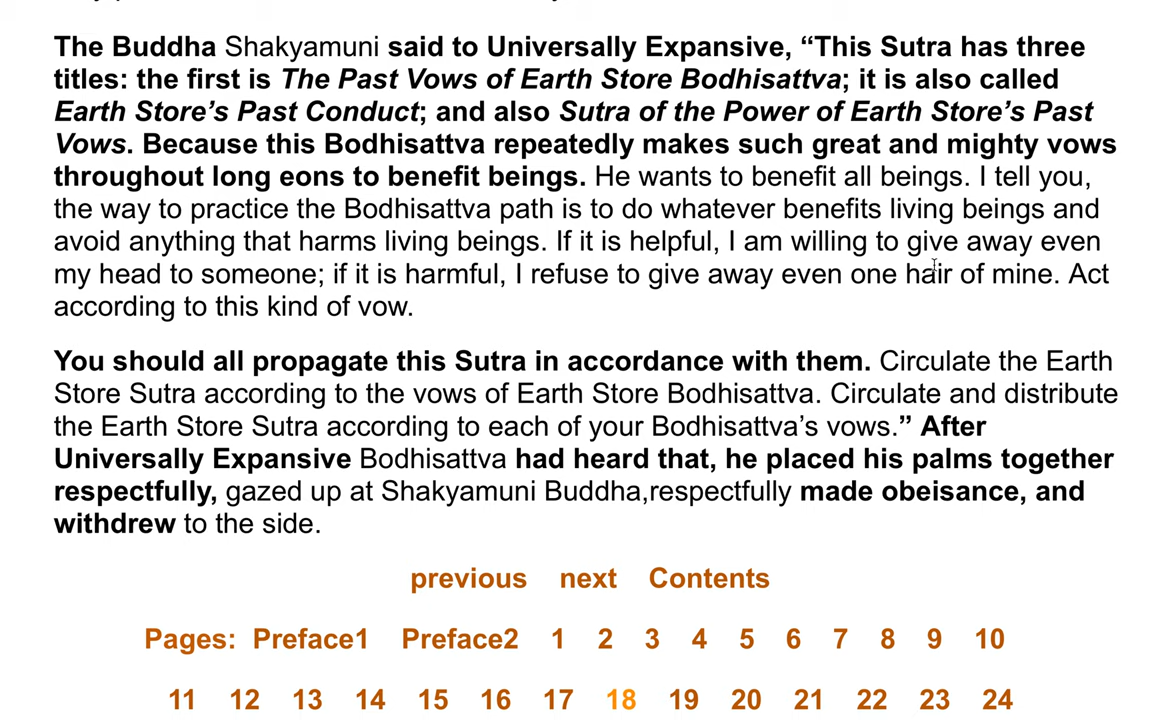 The Buddha Shakyamuni said to Universally Expansive, “This Sutra has three
titles: the first is The Past Vows of Earth Store Bodhisattva; it is also called
Earth Store’s Past Conduct; and also Sutra of the Power of Earth Store’s Past
Vows. Because this Bodhisattva repeatedly makes such great and mighty vows
throughout long eons to benefit beings. He wants to benefit all beings. I tell you,
the way to practice the Bodhisattva path is to do whatever benefits living beings and
avoid anything that harms living beings. If it is helpful, I am willing to give away even
my head to someone; if it is harmful, I refuse to give away even one hair of mine. Act
according to this kind of vow.
You should all propagate this Sutra in accordance with them. Circulate the Earth
Store Sutra according to the vows of Earth Store Bodhisattva. Circulate and distribute
the Earth Store Sutra according to each of your Bodhisattva’s vows.” After
Universally Expansive Bodhisattva had heard that, he placed his palms together
respectfully, gazed up at Shakyamuni Buddha,respectfully made obeisance, and
withdrew to the side.
previous next Contents
Pages: Preface1 Preface2 1 2 3 4 5 6 7 8 9 10
11 12 13 14 15 16 17 18 19 20 21 22 23 24